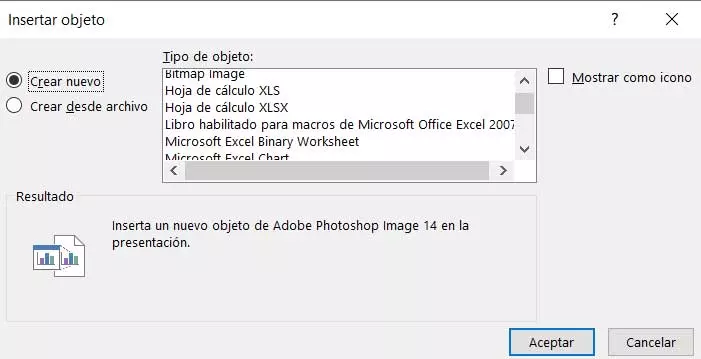 Insertar objeto
?
Tipo de objeto:
Crear nuevo
Crear desde archivo
Bitmap Image
Hoja de cálculo XLS
Hoja de cálculo XLSX
Libro habilitado para macros de Microsoft Office Excel 2007
Microsoft Excel Binary Worksheet
Microsoft Excel Chart
Mostrar como icono
Resultado
Inserta un nuevo objeto de Adobe Photoshop Image 14 en la
presentación.
Aceptar
Cancelar